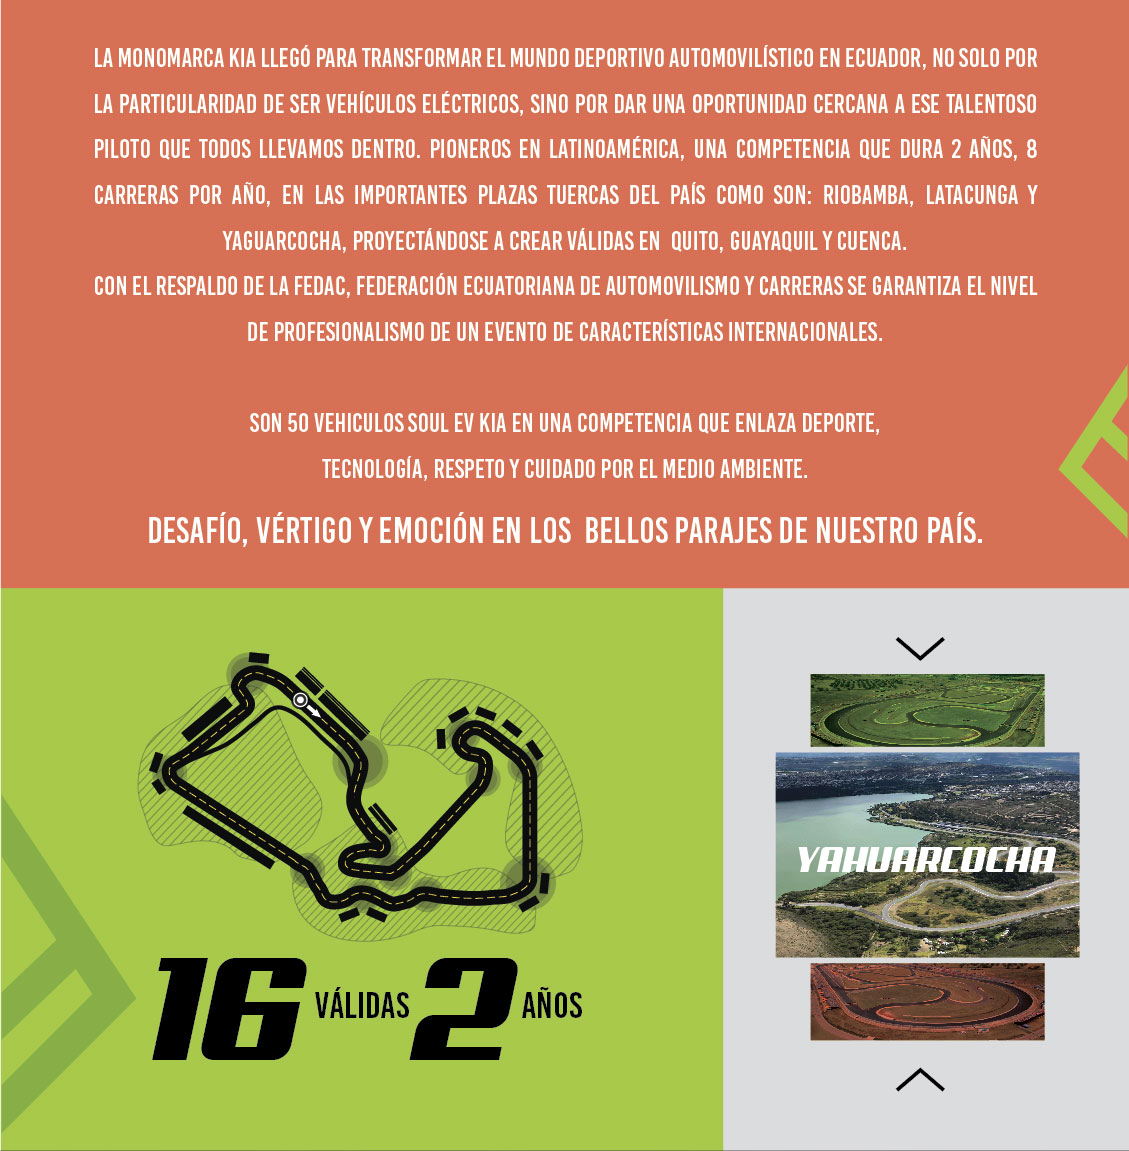 LA MONOMARCA KIA LLEGÓ PARA TRANSFORMAR EL MUNDO DEPORTIVO AUTOMOVILÍSTICO EN ECUADOR, NO SOLO POR
LA PARTICULARIDAD DE SER VEHÍCULOS ELÉCTRICOS, SINO POR DAR UNA OPORTUNIDAD CERCANA A ESE TALENTOSO
PILOTO QUE TODOS LLEVAMOS DENTRO. PIONEROS EN LATINOAMÉRICA, UNA COMPETENCIA QUE DURA 2 AÑOS, 8
CARRERAS POR AÑO, EN LAS IMPORTANTES PLAZAS TUERCAS DEL PAÍS COMO SON: RIOBAMBA, LATACUNGA Y
YAGUARCOCHA, PROYECTÁNDOSE A CREAR VÁLIDAS EN QUITO, GUAYAQUIL Y CUENCA.
CON EL RESPALDO DE LA FEDAC, FEDERACIÓN ECUATORIANA DE AUTOMOVILISMO Y CARRERAS SE GARANTIZA EL NIVEL
DE PROFESIONALISMO DE UN EVENTO DE CARACTERÍSTICAS INTERNACIONALES.
SON 50 VEHICULOS SOUL EV KIA EN UNA COMPETENCIA QUE ENLAZA DEPORTE,
TECNOLOGÍA, RESPETO Y CUIDADO POR EL MEDIO AMBIENTE.
DESAFÍO, VÉRTIGO Y EMOCIÓN EN LOS BELLOS PARAJES DE NUESTRO PAÍS.
16 VÁLIDAS 2 AÑOS
YAHUARCOCHA